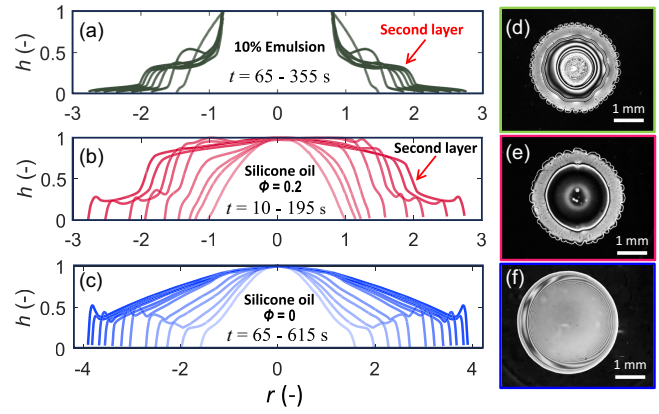 (a)
10% Emulsion
Second layer
t = 65 - 355 s
h (-)
1
0.5
0
-3 -2 -1 0 1 2 3
(b)
Second layer
Silicone oil
Φ = 0.2
t = 10 - 195 s
h (-)
1
0.5
0
-3 -2 -1 0 1 2 3
(c)
Silicone oil
Φ = 0
t = 65 - 615 s
h (-)
1
0.5
0
-4 -2 0 2 4
r (-)
(d)
1 mm
(e)
1 mm
(f)
1 mm